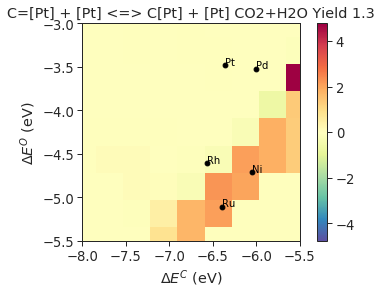 C=[Pt] + [Pt] <=> C[Pt] + [Pt] CO2+H2O Yield 1.3
−3.0
−3.5
−4.0
−4.5
−5.0
−5.5
ΔE^O (eV)
Pt
Pd
Rh
Ni
Ru
−8.0 −7.5 −7.0 −6.5 −6.0 −5.5
ΔE^C (eV)
4
2
0
−2
−4